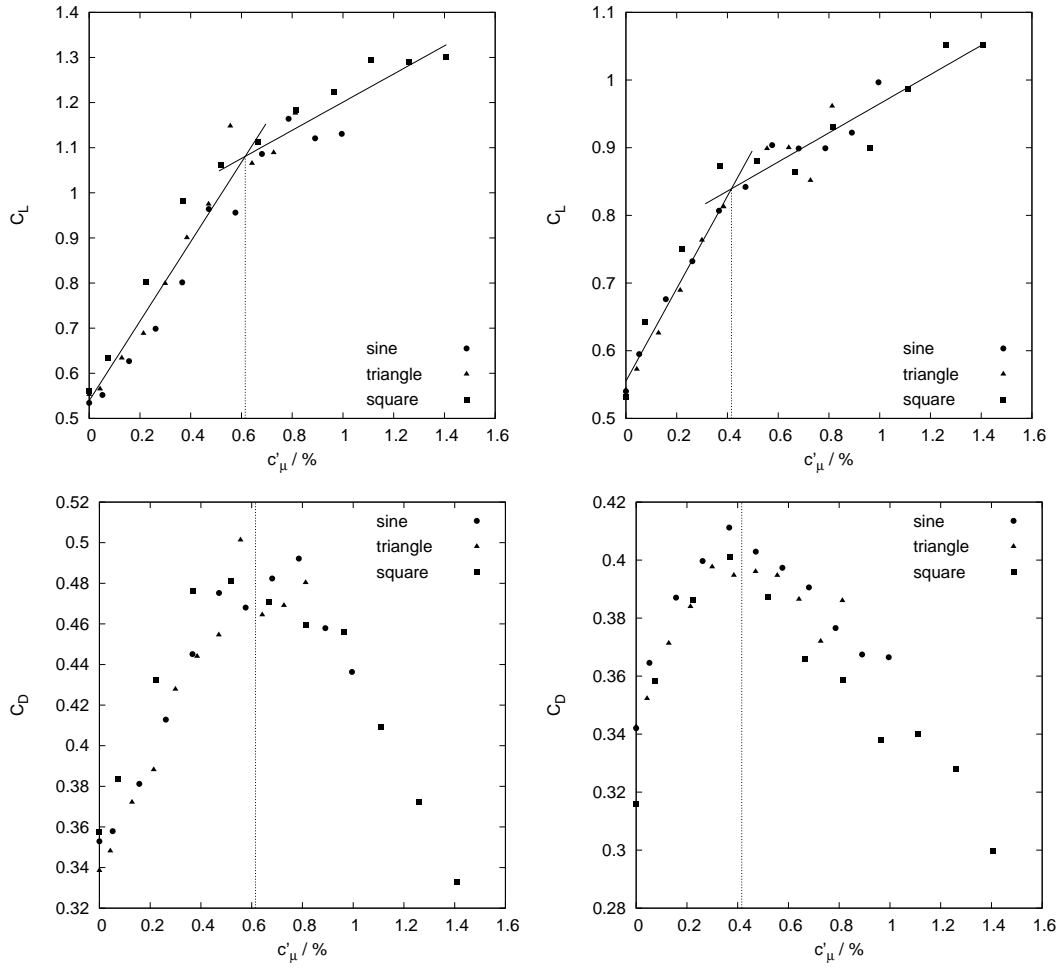 1.4
1.3
1.2
1.1
1
0.9
0.8
0.7
0.6
0.5
C_L
0 0.2 0.4 0.6 0.8 1 1.2 1.4 1.6
c'_μ / %
sine
triangle
square
1.1
1
0.9
0.8
0.7
0.6
0.5
C_L
0 0.2 0.4 0.6 0.8 1 1.2 1.4 1.6
c'_μ / %
sine
triangle
square
0.52
0.5
0.48
0.46
0.44
0.42
0.4
0.38
0.36
0.34
0.32
C_D
0 0.2 0.4 0.6 0.8 1 1.2 1.4 1.6
c'_μ / %
sine
triangle
square
0.42
0.4
0.38
0.36
0.34
0.32
0.3
0.28
C_D
0 0.2 0.4 0.6 0.8 1 1.2 1.4 1.6
c'_μ / %
sine
triangle
square